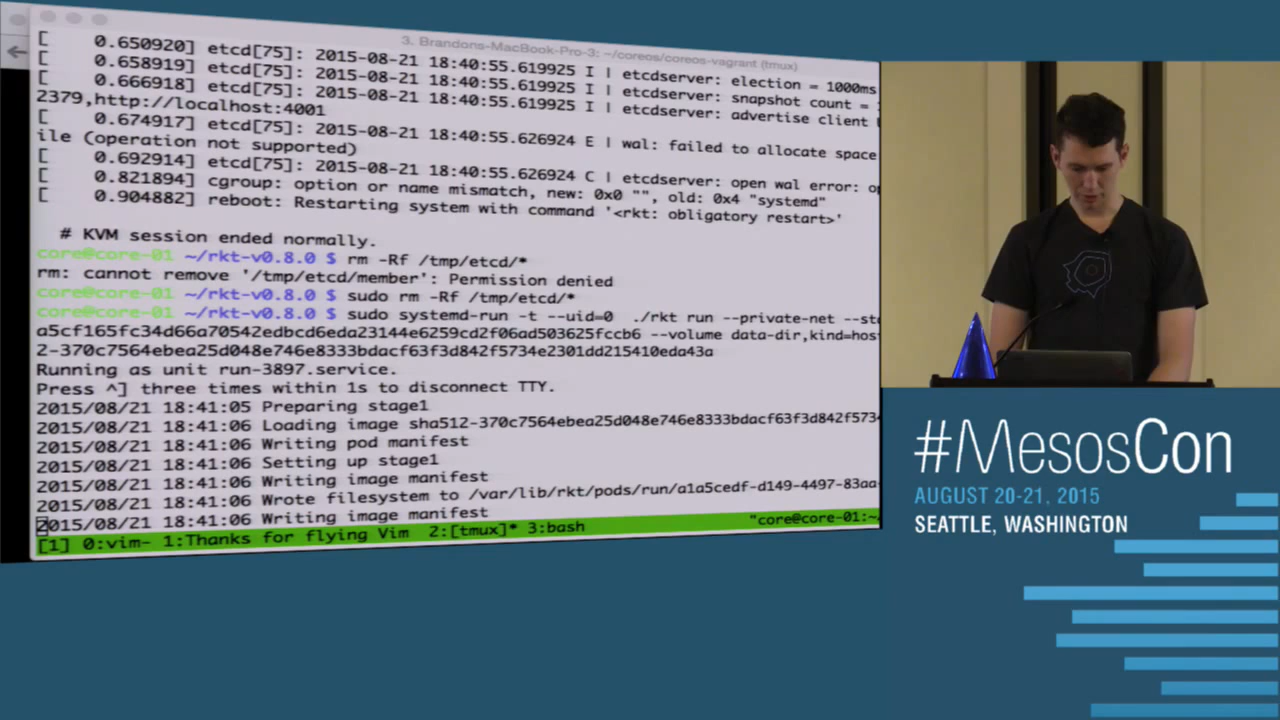 3. Brandons-MacBook-Pro-3: ~/coreos/coreos-vagrant (tmux)
[    0.650920] etcd[75]: 2015-08-21 18:40:55.619925 I | etcdserver: election = 1000ms
[    0.658919] etcd[75]: 2015-08-21 18:40:55.619925 I | etcdserver: snapshot count =
[    0.666918] etcd[75]: 2015-08-21 18:40:55.619925 I | etcdserver: advertise client
2379,http://localhost:4001
[    0.674917] etcd[75]: 2015-08-21 18:40:55.626924 E | wal: failed to allocate space
ile (operation not supported)
[    0.692914] etcd[75]: 2015-08-21 18:40:55.626924 C | etcdserver: open wal error:
[    0.821894] cgroup: option or name mismatch, new: 0x0 "", old: 0x4 "systemd"
[    0.904882] reboot: Restarting system with command '<rkt: obligatory restart>'
# KVM session ended normally.
core@core-01 ~/rkt-v0.8.0 $ rm -Rf /tmp/etcd/*
rm: cannot remove '/tmp/etcd/member': Permission denied
core@core-01 ~/rkt-v0.8.0 $ sudo rm -Rf /tmp/etcd/*
core@core-01 ~/rkt-v0.8.0 $ sudo systemd-run -t --uid=0  ./rkt run --private-net
a5cf165fc34d66a70542edbcd6eda23144e6259cd2f06ad503625fccb6 --volume data-dir,kind=hos
2-370c7564ebea25d048e746e8333bdacf63f3d842f5734e2301dd215410eda43a
Running as unit run-3897.service.
Press ^] three times within 1s to disconnect TTY.
2015/08/21 18:41:05 Preparing stage1
2015/08/21 18:41:06 Loading image sha512-370c7564ebea25d048e746e8333bdacf63f3d842f5734
2015/08/21 18:41:06 Writing pod manifest
2015/08/21 18:41:06 Setting up stage1
2015/08/21 18:41:06 Writing image manifest
2015/08/21 18:41:06 Wrote filesystem to /var/lib/rkt/pods/run/a1a5cedf-d149-4497-83aa
2015/08/21 18:41:06 Writing image manifest
[1] 0:vim- 1:Thanks for flying Vim  2:[tmux]* 3:bash "core@core-01:~
#MesosCon
AUGUST 20-21, 2015
SEATTLE, WASHINGTON